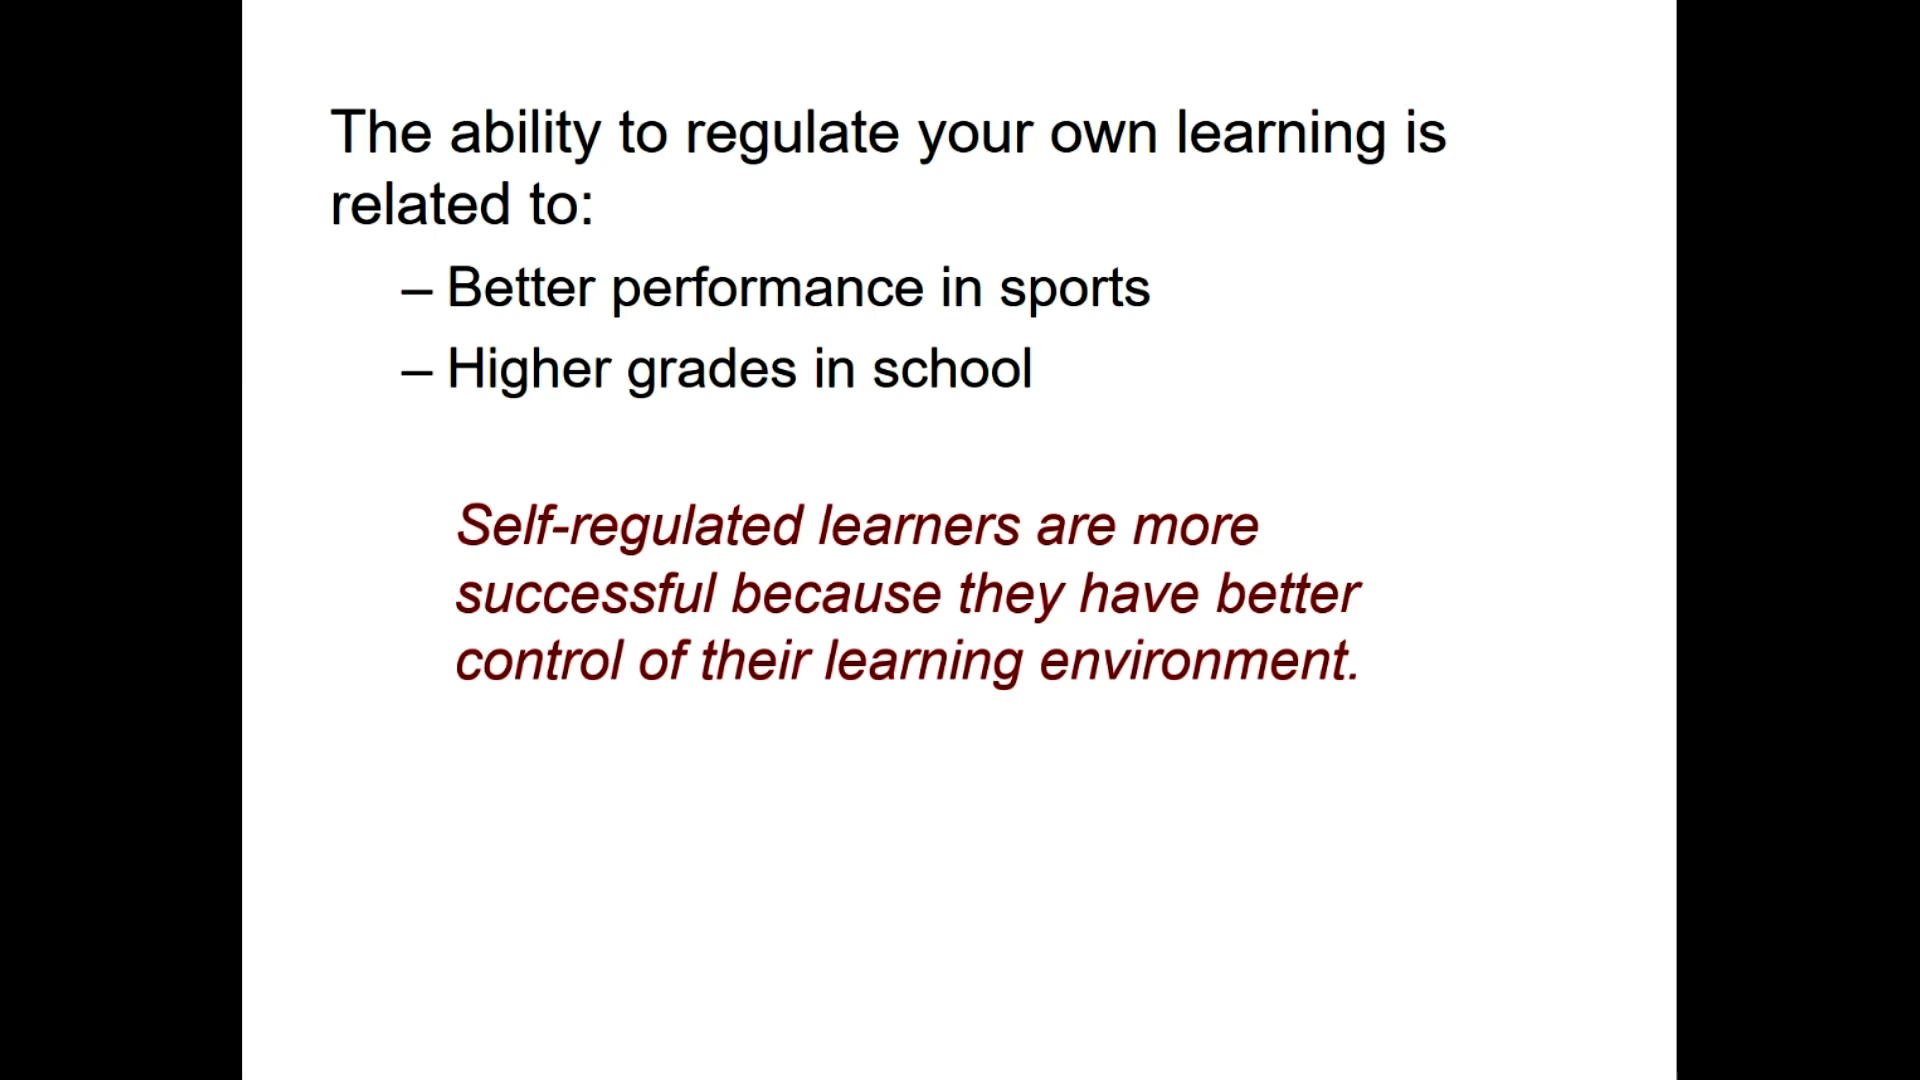 The ability to regulate your own learning is
related to:
– Better performance in sports
– Higher grades in school
Self-regulated learners are more
successful because they have better
control of their learning environment.